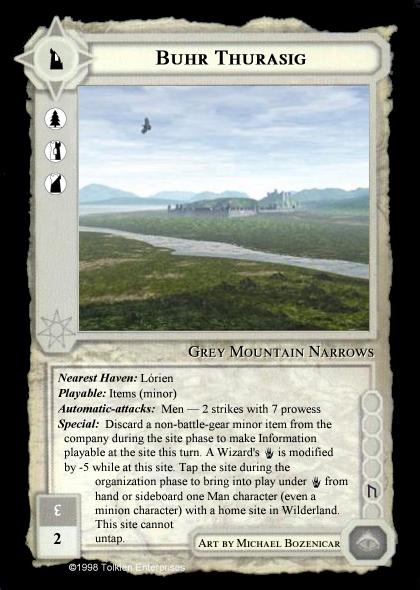 BUHR THURASIG
GREY MOUNTAIN NARROWS
Nearest Haven: Lórien
Playable: Items (minor)
Automatic-attacks: Men — 2 strikes with 7 prowess
Special: Discard a non-battle-gear minor item from the
company during the site phase to make Information
playable at the site this turn. A Wizard's is modified
by -5 while at this site. Tap the site during the
organization phase to bring into play under from
hand or sideboard one Man character (even a
minion character) with a home site in Wilderland.
This site cannot
untap.
2
ART BY MICHAEL BOZENICAR
©1998 Tolkien Enterprises